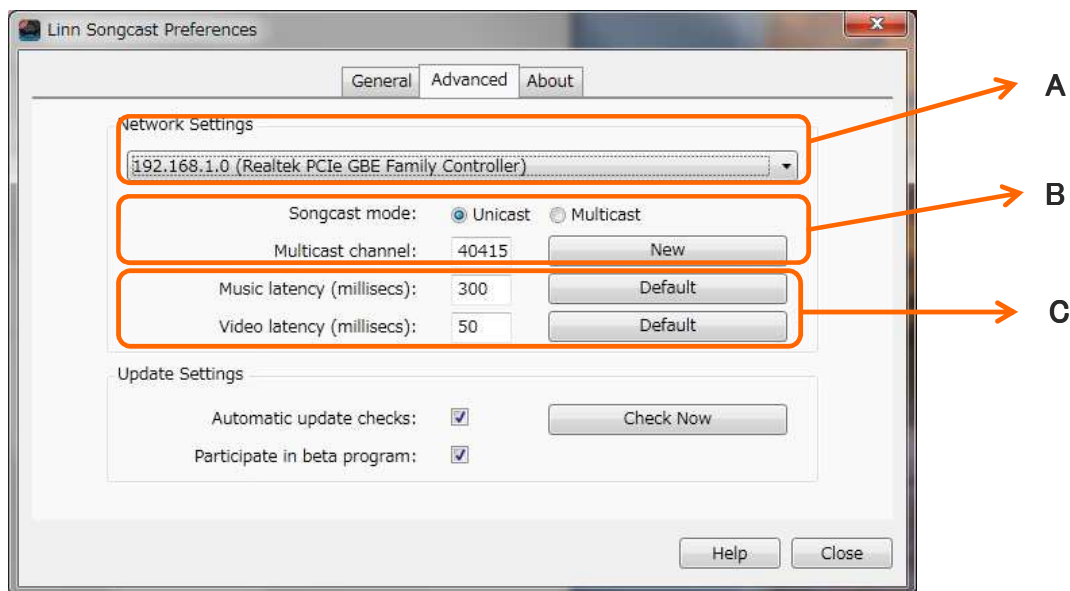 Linn Songcast Preferences
x
General Advanced About
A
Network Settings
192.168.1.0 (Realtek PCIe GBE Family Controller)
B
Songcast mode: Unicast Multicast
Multicast channel: 40415 New
Music latency (millisecs): 300 Default
C
Video latency (millisecs): 50 Default
Update Settings
Automatic update checks: Check Now
Participate in beta program:
Help Close